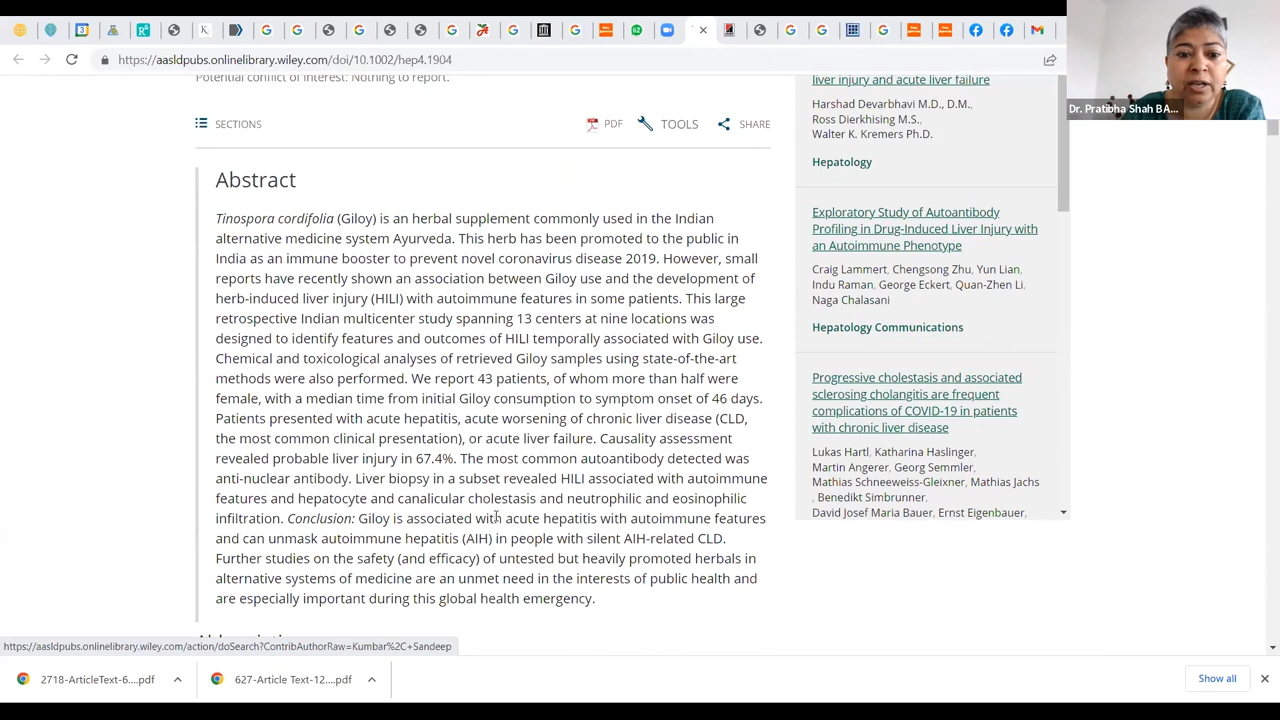 https://aasldpubs.onlinelibrary.wiley.com/doi/10.1002/hep4.1904
Dr. Pratibha Shah BA...
Potential conflict of interest: Nothing to report.
SECTIONS
PDF
TOOLS
SHARE
Abstract
Tinospora cordifolia (Giloy) is an herbal supplement commonly used in the Indian
alternative medicine system Ayurveda. This herb has been promoted to the public in
India as an immune booster to prevent novel coronavirus disease 2019. However, small
reports have recently shown an association between Giloy use and the development of
herb-induced liver injury (HILI) with autoimmune features in some patients. This large
retrospective Indian multicenter study spanning 13 centers at nine locations was
designed to identify features and outcomes of HILI temporally associated with Giloy use.
Chemical and toxicological analyses of retrieved Giloy samples using state-of-the-art
methods were also performed. We report 43 patients, of whom more than half were
female, with a median time from initial Giloy consumption to symptom onset of 46 days.
Patients presented with acute hepatitis, acute worsening of chronic liver disease (CLD,
the most common clinical presentation), or acute liver failure. Causality assessment
revealed probable liver injury in 67.4%. The most common autoantibody detected was
anti-nuclear antibody. Liver biopsy in a subset revealed HILI associated with autoimmune
features and hepatocyte and canalicular cholestasis and neutrophilic and eosinophilic
infiltration. Conclusion: Giloy is associated with acute hepatitis with autoimmune features
and can unmask autoimmune hepatitis (AIH) in people with silent AIH-related CLD.
Further studies on the safety (and efficacy) of untested but heavily promoted herbals in
alternative systems of medicine are an unmet need in the interests of public health and
are especially important during this global health emergency.
liver injury and acute liver failure
Harshad Devarbhavi M.D., D.M.,
Ross Dierkhising M.S.,
Walter K. Kremers Ph.D.
Hepatology
Exploratory Study of Autoantibody
Profiling in Drug-Induced Liver Injury with
an Autoimmune Phenotype
Craig Lammert, Chengsong Zhu, Yun Lian,
Indu Raman, George Eckert, Quan-Zhen Li,
Naga Chalasani
Hepatology Communications
Progressive cholestasis and associated
sclerosing cholangitis are frequent
complications of COVID-19 in patients
with chronic liver disease
Lukas Hartl, Katharina Haslinger,
Martin Angerer, Georg Semmler,
Mathias Schneeweiss-Gleixner, Mathias Jachs
, Benedikt Simbrunner,
David Josef Maria Bauer, Ernst Eigenbauer,
https://aasldpubs.onlinelibrary.wiley.com/action/doSearch?ContribAuthorRaw=Kumbar%2C+Sandeep
2718-ArticleText-6....pdf
627-Article Text-12....pdf
Show all